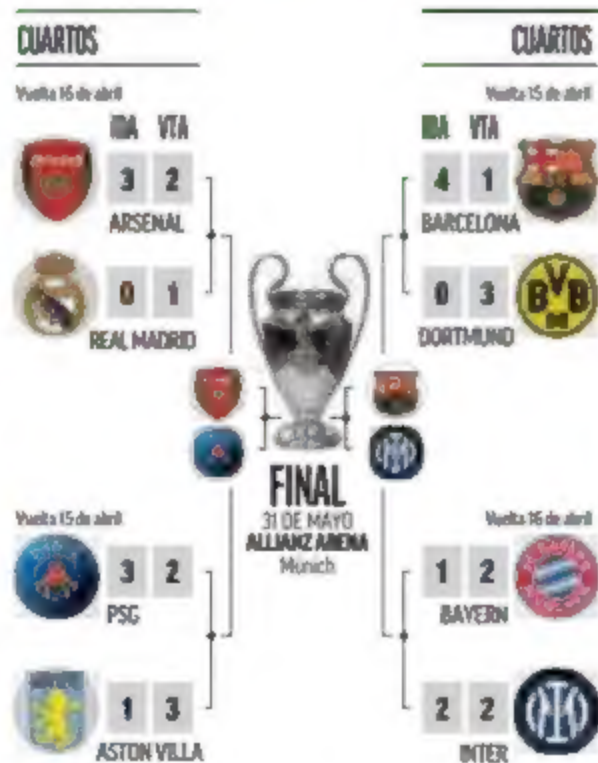 CUARTOS
Vuelta 16 de abril
IDA VTA
3 2
ARSENAL
0 1
REAL MADRID
CUARTOS
Vuelta 15 de abril
IDA VTA
4 1
BARCELONA
0 3
DORTMUND
BVB
09
FINAL
31 DE MAYO
ALLIANZ ARENA
Munich
Vuelta 15 de abril
3 2
PSG
1 3
ASTON VILLA
Vuelta 16 de abril
1 2
BAYERN
2 2
INTER